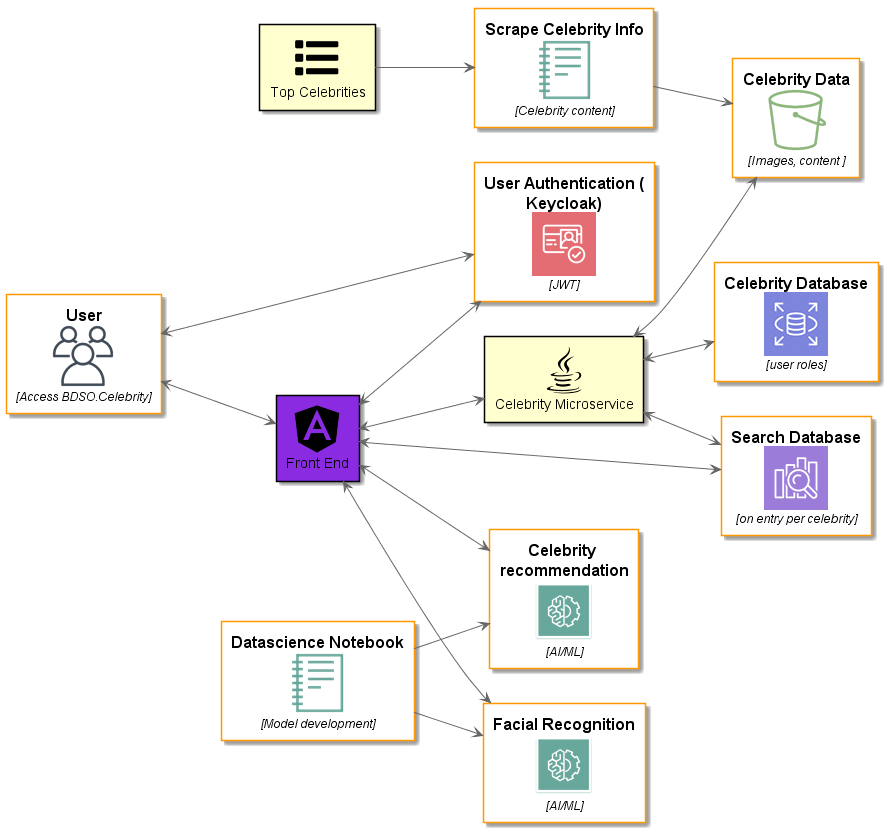 Top Celebrities
Scrape Celebrity Info
[Celebrity content]
Celebrity Data
[Images, content ]
User Authentication (
Keycloak)
[JWT]
User
[Access BDSO.Celebrity]
Celebrity Database
[user roles]
Celebrity Microservice
A
Front End
Search Database
[on entry per celebrity]
Celebrity
recommendation
[AI/ML]
Datascience Notebook
[Model development]
Facial Recognition
[AI/ML]